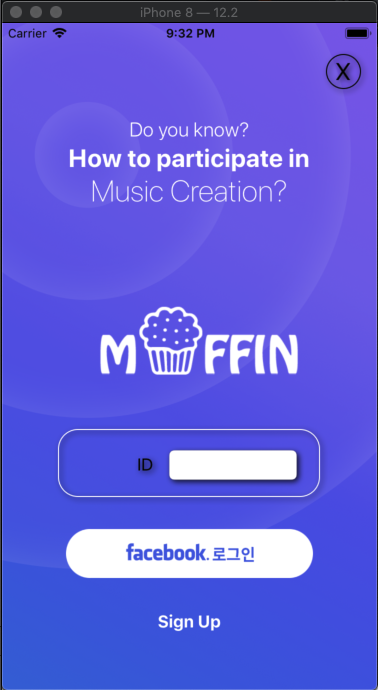 iPhone 8 — 12.2
Carrier 9:32 PM
X
Do you know?
How to participate in
Music Creation?
MUFFIN
ID
facebook. 로그인
Sign Up